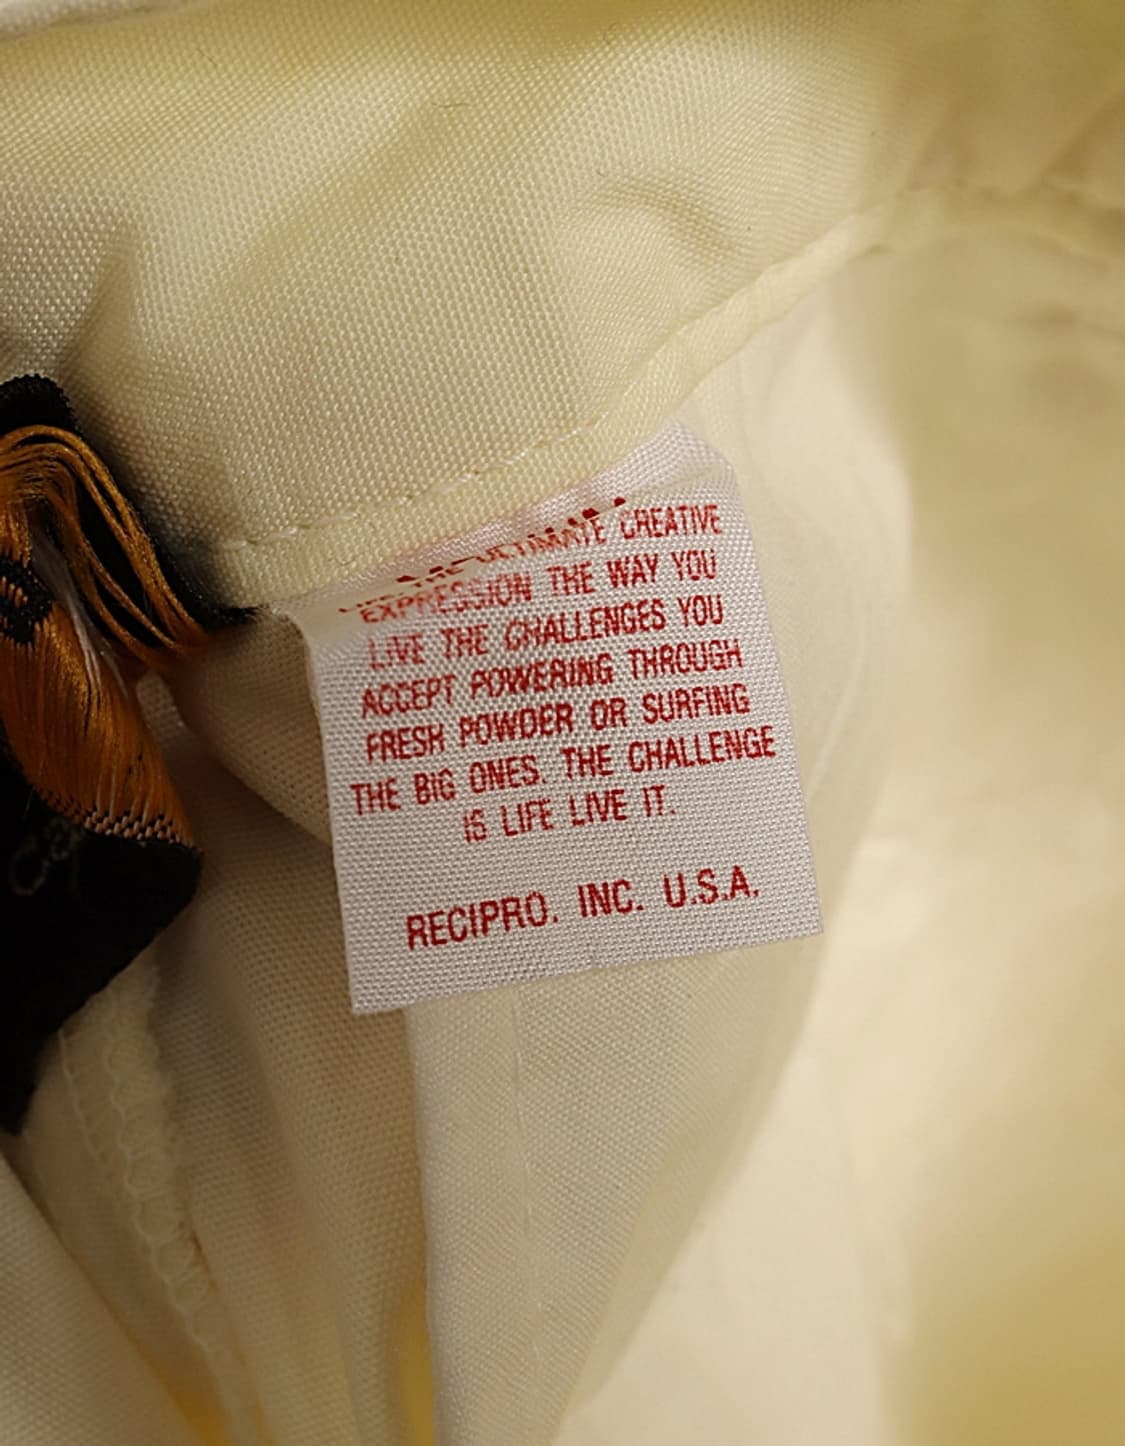 ULTIMATE CREATIVE
EXPRESSION THE WAY YOU
LIVE THE CHALLENGES YOU
ACCEPT POWERING THROUGH
FRESH POWDER OR SURFING
THE BIG ONES. THE CHALLENGE
IS LIFE LIVE IT.
RECIPRO. INC. U.S.A.